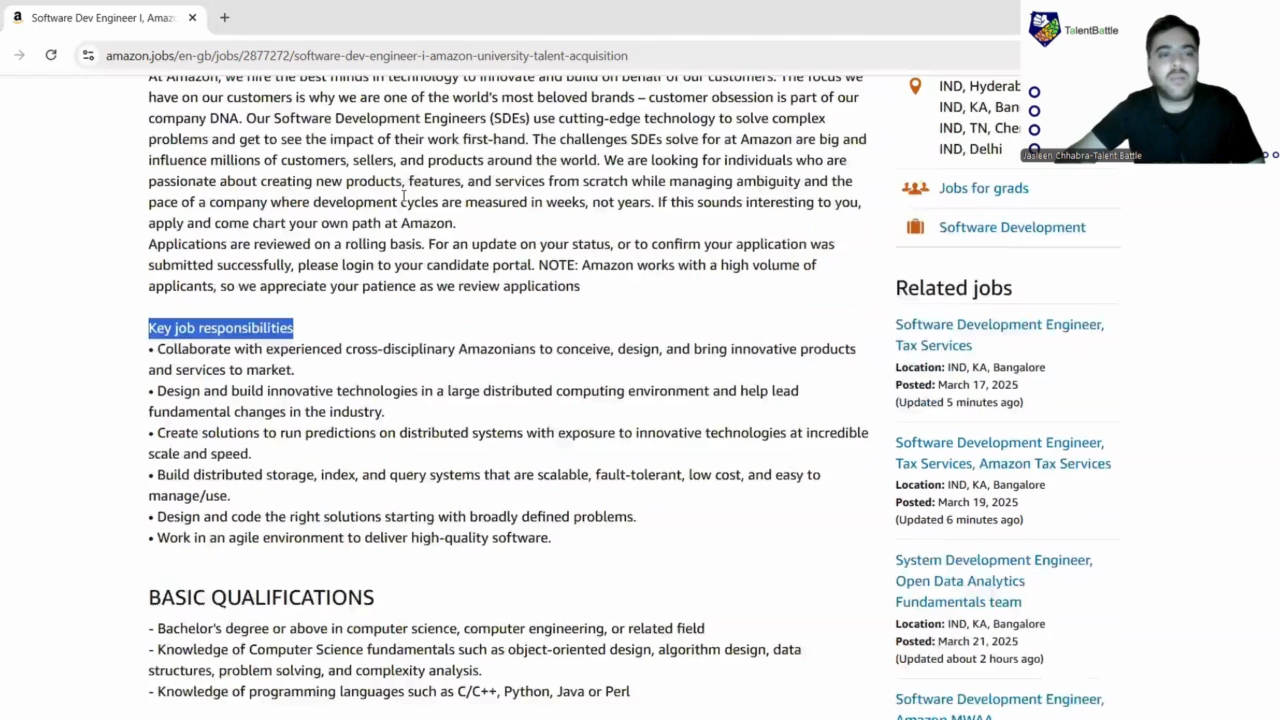 Software Dev Engineer I, Amaz
amazon.jobs/en-gb/jobs/2877272/software-dev-engineer-i-amazon-university-talent-acquisition
TalentBattle
Jasleen Chhabra-Talent Battle
At Amazon, we hire the best minds in technology to innovate and build on behalf of our customers. The focus we
have on our customers is why we are one of the world's most beloved brands – customer obsession is part of our
company DNA. Our Software Development Engineers (SDEs) use cutting-edge technology to solve complex
problems and get to see the impact of their work first-hand. The challenges SDEs solve for at Amazon are big and
influence millions of customers, sellers, and products around the world. We are looking for individuals who are
passionate about creating new products, features, and services from scratch while managing ambiguity and the
pace of a company where development cycles are measured in weeks, not years. If this sounds interesting to you,
apply and come chart your own path at Amazon.
Applications are reviewed on a rolling basis. For an update on your status, or to confirm your application was
submitted successfully, please login to your candidate portal. NOTE: Amazon works with a high volume of
applicants, so we appreciate your patience as we review applications
Key job responsibilities
• Collaborate with experienced cross-disciplinary Amazonians to conceive, design, and bring innovative products
and services to market.
• Design and build innovative technologies in a large distributed computing environment and help lead
fundamental changes in the industry.
• Create solutions to run predictions on distributed systems with exposure to innovative technologies at incredible
scale and speed.
• Build distributed storage, index, and query systems that are scalable, fault-tolerant, low cost, and easy to
manage/use.
• Design and code the right solutions starting with broadly defined problems.
• Work in an agile environment to deliver high-quality software.
BASIC QUALIFICATIONS
- Bachelor's degree or above in computer science, computer engineering, or related field
- Knowledge of Computer Science fundamentals such as object-oriented design, algorithm design, data
structures, problem solving, and complexity analysis.
- Knowledge of programming languages such as C/C++, Python, Java or Perl
IND, Hyderab
IND, KA, Ban
IND, TN, Che
IND, Delhi
Jobs for grads
Software Development
Related jobs
Software Development Engineer,
Tax Services
Location: IND, KA, Bangalore
Posted: March 17, 2025
(Updated 5 minutes ago)
Software Development Engineer,
Tax Services, Amazon Tax Services
Location: IND, KA, Bangalore
Posted: March 19, 2025
(Updated 6 minutes ago)
System Development Engineer,
Open Data Analytics
Fundamentals team
Location: IND, KA, Bangalore
Posted: March 21, 2025
(Updated about 2 hours ago)
Software Development Engineer,
Amazon MWAA